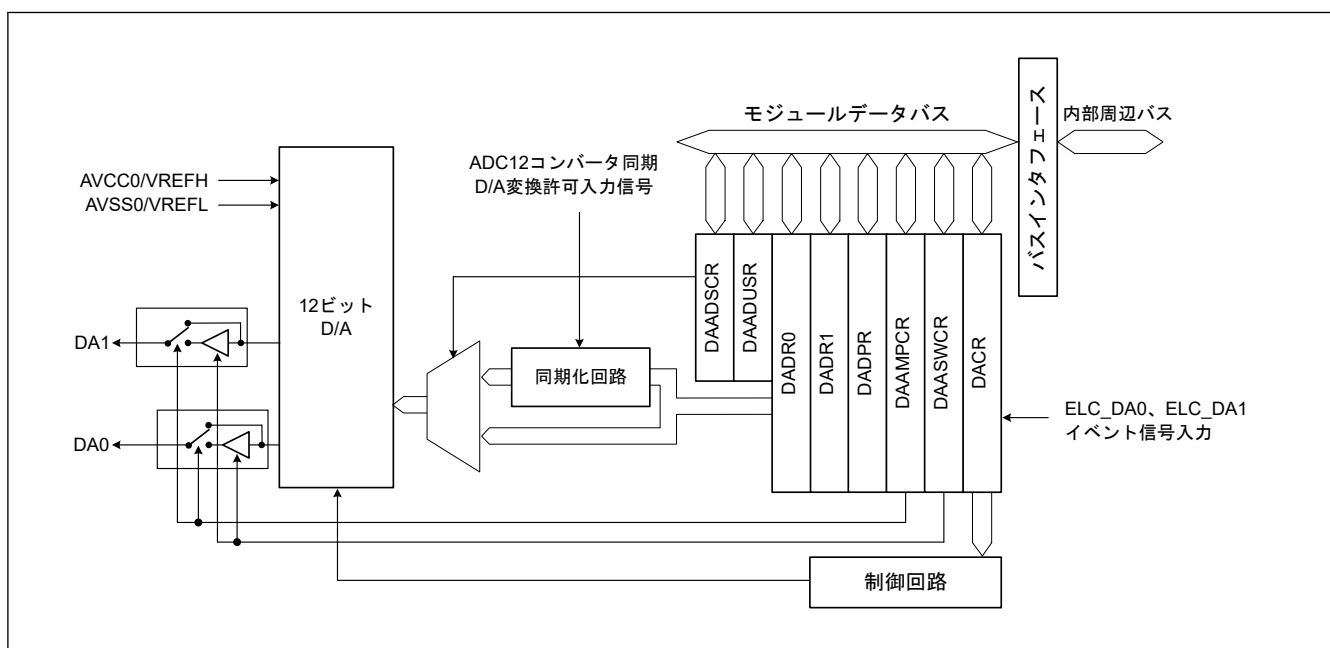 モジュールデータバス
バスインタフェース
内部周辺バス
ADC12コンバータ同期
D/A変換許可入力信号
AVCC0/VREFH
AVSS0/VREFL
12ビット
D/A
DAADSCR
DAADUSR
DADR0
DADR1
DADPR
DAAMPCR
DAASWCR
DACR
同期化回路
DA1
DA0
ELC_DA0、ELC_DA1
イベント信号入力
制御回路